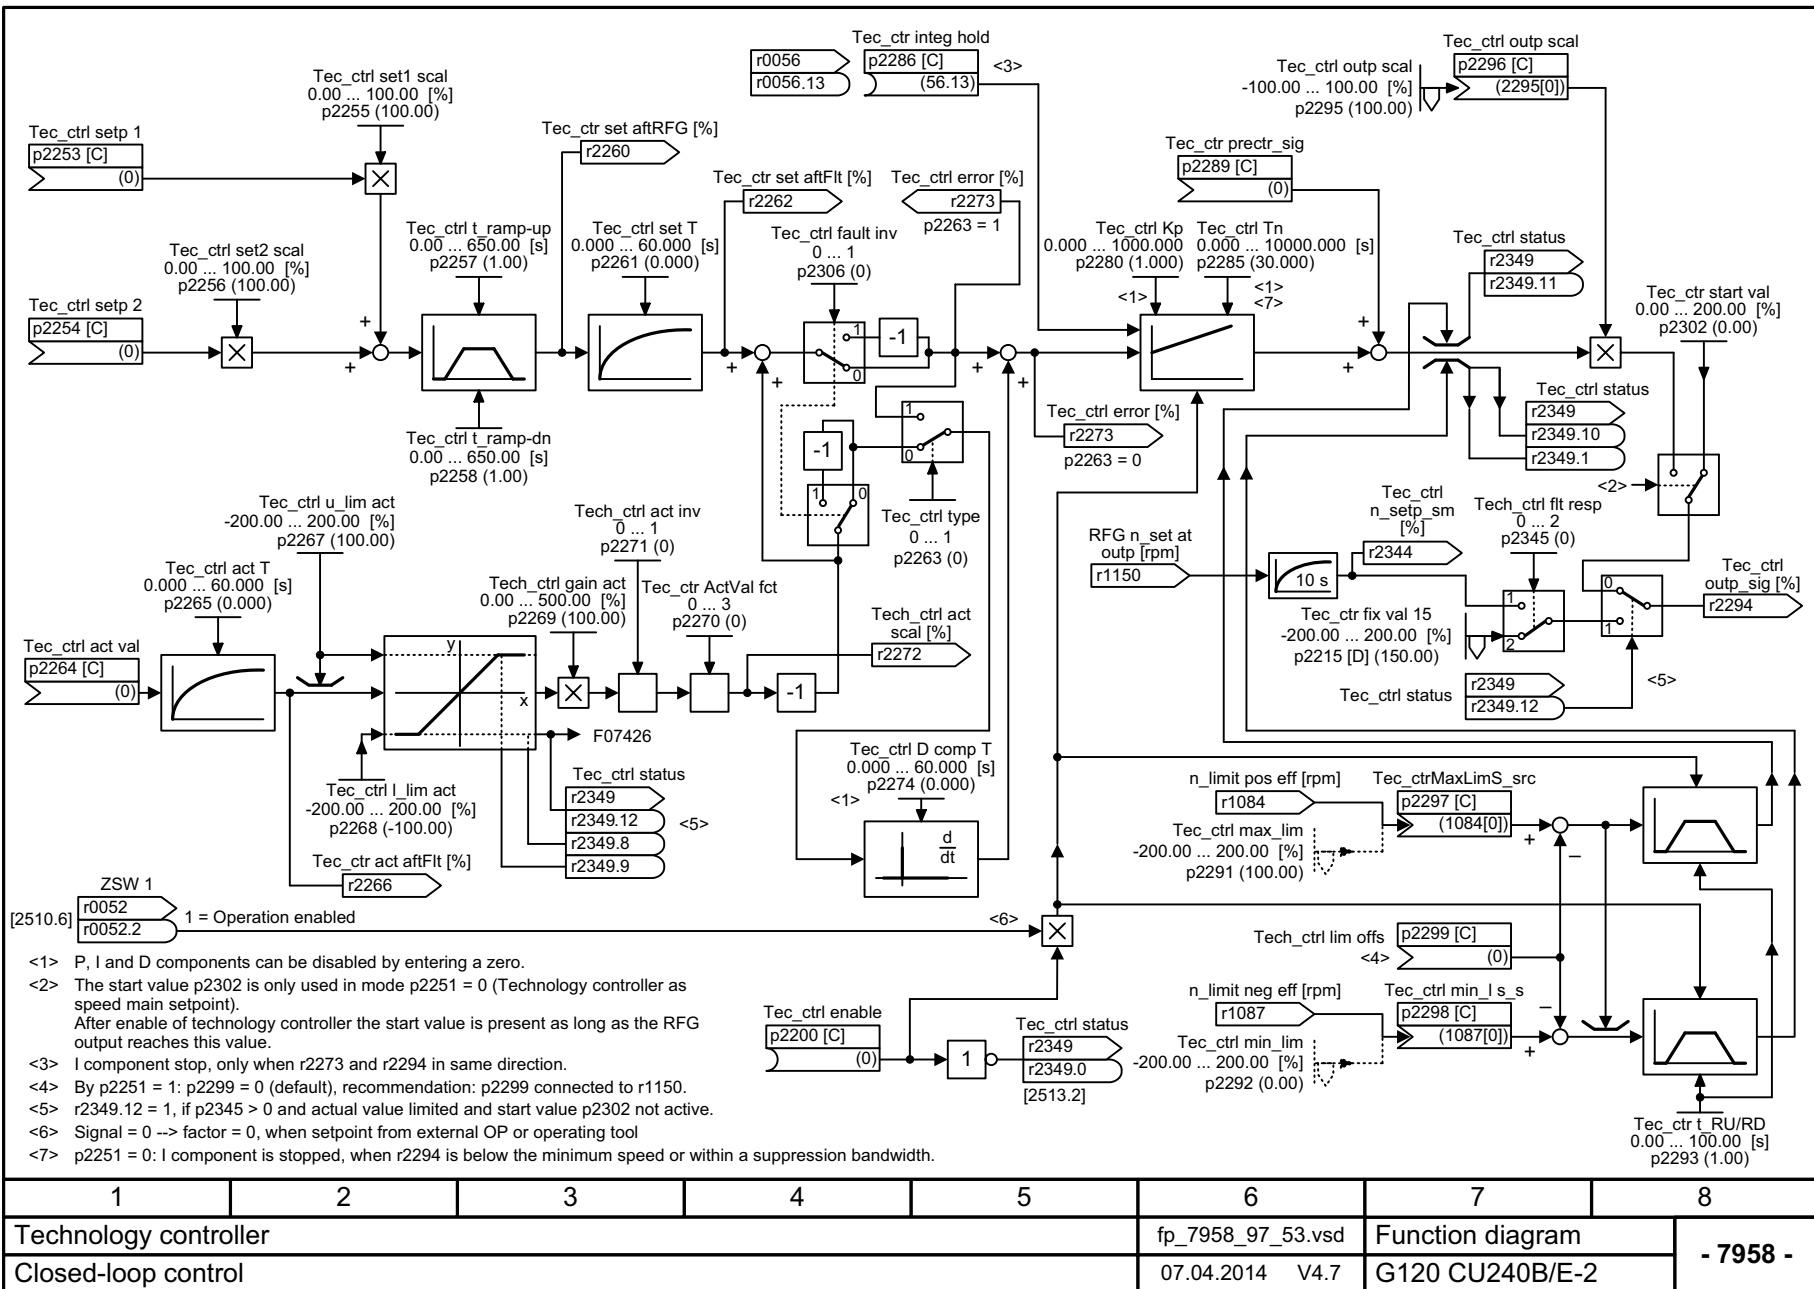 Tec_ctrl setp 1
p2253 [C]
(0)
Tec_ctrl set1 scal
0.00 ... 100.00 [%]
p2255 (100.00)
Tec_ctrl setp 2
p2254 [C]
(0)
Tec_ctrl set2 scal
0.00 ... 100.00 [%]
p2256 (100.00)
+
+
Tec_ctrl t_ramp-up
0.00 ... 650.00 [s]
p2257 (1.00)
Tec_ctrl t_ramp-dn
0.00 ... 650.00 [s]
p2258 (1.00)
Tec_ctr set aftRFG [%]
r2260
Tec_ctrl set T
0.000 ... 60.000 [s]
p2261 (0.000)
Tec_ctr set aftFlt [%]
r2262
+
+
Tec_ctrl fault inv
0 ... 1
p2306 (0)
1
0
-1
r0056
r0056.13
Tec_ctr integ hold
p2286 [C]
(56.13)
<3>
Tec_ctrl error [%]
r2273
p2263 = 1
+
+
Tec_ctrl error [%]
r2273
p2263 = 0
1
0
Tec_ctrl type
0 ... 1
p2263 (0)
-1
1
0
Tec_ctrl Kp
0.000 ... 1000.000
p2280 (1.000)
<1>
Tec_ctrl Tn
0.000 ... 10000.000 [s]
p2285 (30.000)
<1>
<7>
Tec_ctr prectr_sig
p2289 [C]
(0)
+
+
Tec_ctrl outp scal
-100.00 ... 100.00 [%]
p2295 (100.00)
Tec_ctrl outp scal
p2296 [C]
(2295[0])
Tec_ctrl status
r2349
r2349.11
Tec_ctrl status
r2349
r2349.10
r2349.1
Tec_ctr start val
0.00 ... 200.00 [%]
p2302 (0.00)
<2>
RFG n_set at
outp [rpm]
r1150
10 s
Tec_ctrl
n_setp_sm
[%]
r2344
Tech_ctrl flt resp
0 ... 2
p2345 (0)
1
2
Tec_ctr fix val 15
-200.00 ... 200.00 [%]
p2215 [D] (150.00)
0
1
Tec_ctrl
outp_sig [%]
r2294
Tec_ctrl status
r2349
r2349.12
<5>
Tec_ctrl act val
p2264 [C]
(0)
Tec_ctrl act T
0.000 ... 60.000 [s]
p2265 (0.000)
Tec_ctrl u_lim act
-200.00 ... 200.00 [%]
p2267 (100.00)
y
x
Tec_ctrl l_lim act
-200.00 ... 200.00 [%]
p2268 (-100.00)
Tec_ctr act aftFlt [%]
r2266
F07426
Tec_ctrl status
r2349
r2349.12
r2349.8
r2349.9
<5>
Tech_ctrl gain act
0.00 ... 500.00 [%]
p2269 (100.00)
Tech_ctrl act inv
0 ... 1
p2271 (0)
Tec_ctr ActVal fct
0 ... 3
p2270 (0)
Tech_ctrl act
scal [%]
r2272
-1
Tec_ctrl D comp T
0.000 ... 60.000 [s]
p2274 (0.000)
<1>
d
dt
n_limit pos eff [rpm]
r1084
Tec_ctrMaxLimS_src
p2297 [C]
(1084[0])
Tec_ctrl max_lim
-200.00 ... 200.00 [%]
p2291 (100.00)
+
–
Tech_ctrl lim offs
<4>
p2299 [C]
(0)
n_limit neg eff [rpm]
r1087
Tec_ctrl min_l s_s
p2298 [C]
(1087[0])
Tec_ctrl min_lim
-200.00 ... 200.00 [%]
p2292 (0.00)
+
–
Tec_ctr t_RU/RD
0.00 ... 100.00 [s]
p2293 (1.00)
ZSW 1
[2510.6]
r0052
r0052.2
1 = Operation enabled
<6>
Tec_ctrl enable
p2200 [C]
(0)
1
Tec_ctrl status
r2349
r2349.0
[2513.2]
<1> P, I and D components can be disabled by entering a zero.
<2> The start value p2302 is only used in mode p2251 = 0 (Technology controller as
speed main setpoint).
After enable of technology controller the start value is present as long as the RFG
output reaches this value.
<3> I component stop, only when r2273 and r2294 in same direction.
<4> By p2251 = 1: p2299 = 0 (default), recommendation: p2299 connected to r1150.
<5> r2349.12 = 1, if p2345 > 0 and actual value limited and start value p2302 not active.
<6> Signal = 0 --> factor = 0, when setpoint from external OP or operating tool
<7> p2251 = 0: I component is stopped, when r2294 is below the minimum speed or within a suppression bandwidth.
1 2 3 4 5 6 7 8
Technology controller
fp_7958_97_53.vsd
Function diagram
- 7958 -
Closed-loop control
07.04.2014 V4.7
G120 CU240B/E-2